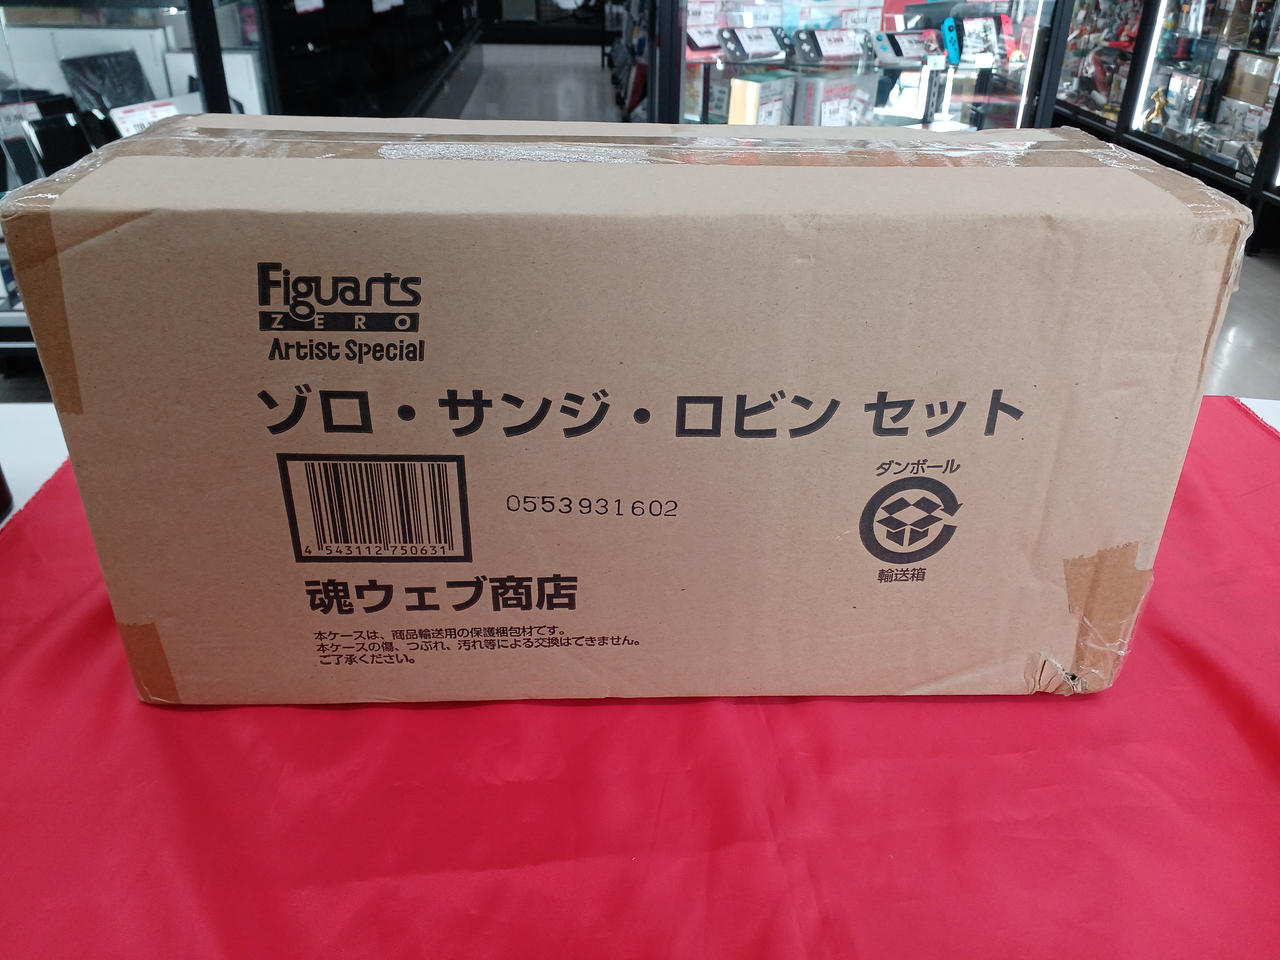 Figuarts
ZERO
Artist Special
ゾロ・サンジ・ロビン セット
4 543112 750631
0553931602
ダンボール
輸送箱
魂ウェブ商店
本ケースは、商品輸送用の保護梱包材です。
本ケースの傷、つぶれ、汚れ等による交換はできません。
ご了承ください。